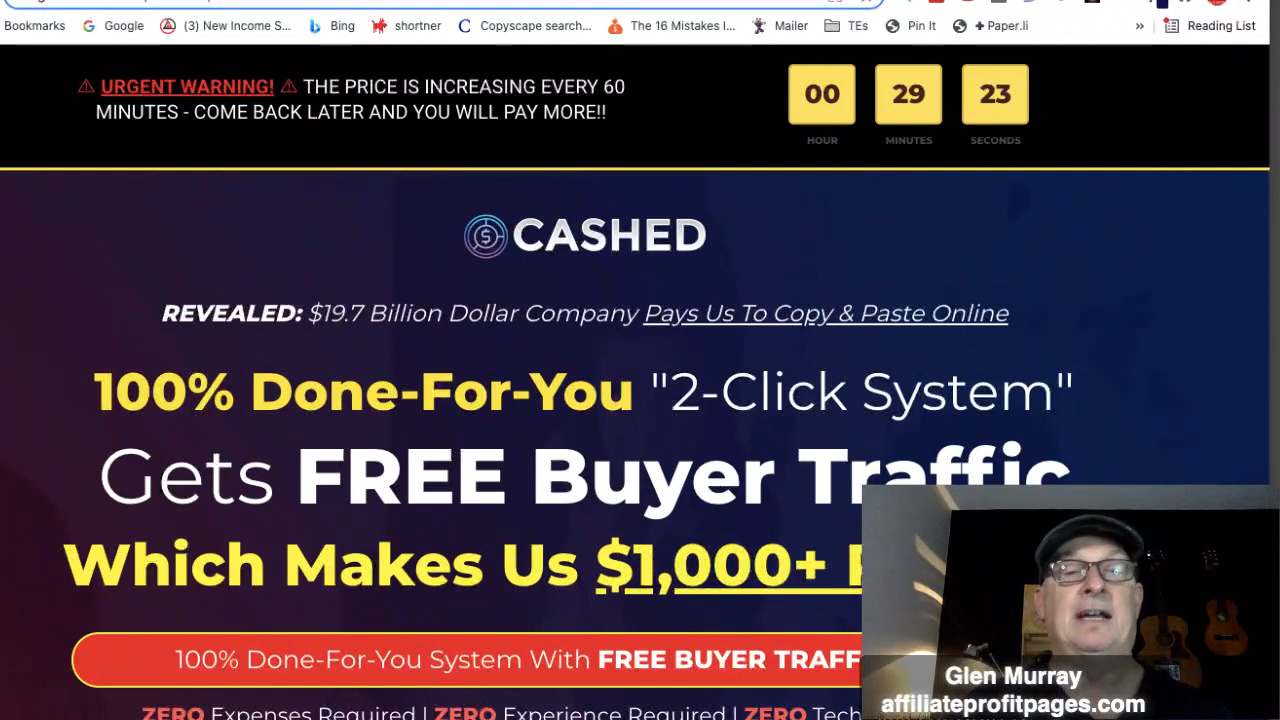 Bookmarks Google (3) New Income S... Bing shortner Copyscape search... The 16 Mistakes I... Mailer TEs Pin It + Paper.li » Reading List
URGENT WARNING! THE PRICE IS INCREASING EVERY 60
MINUTES - COME BACK LATER AND YOU WILL PAY MORE!!
00 29 23
HOUR MINUTES SECONDS
CASHED
REVEALED: $19.7 Billion Dollar Company Pays Us To Copy & Paste Online
100% Done-For-You "2-Click System"
Gets FREE Buyer Traffic
Which Makes Us $1,000+
100% Done-For-You System With FREE BUYER TRAFF
ZERO Expenses Required | ZERO Experience Required | ZERO Tech
Glen Murray
affiliateprofitpages.com